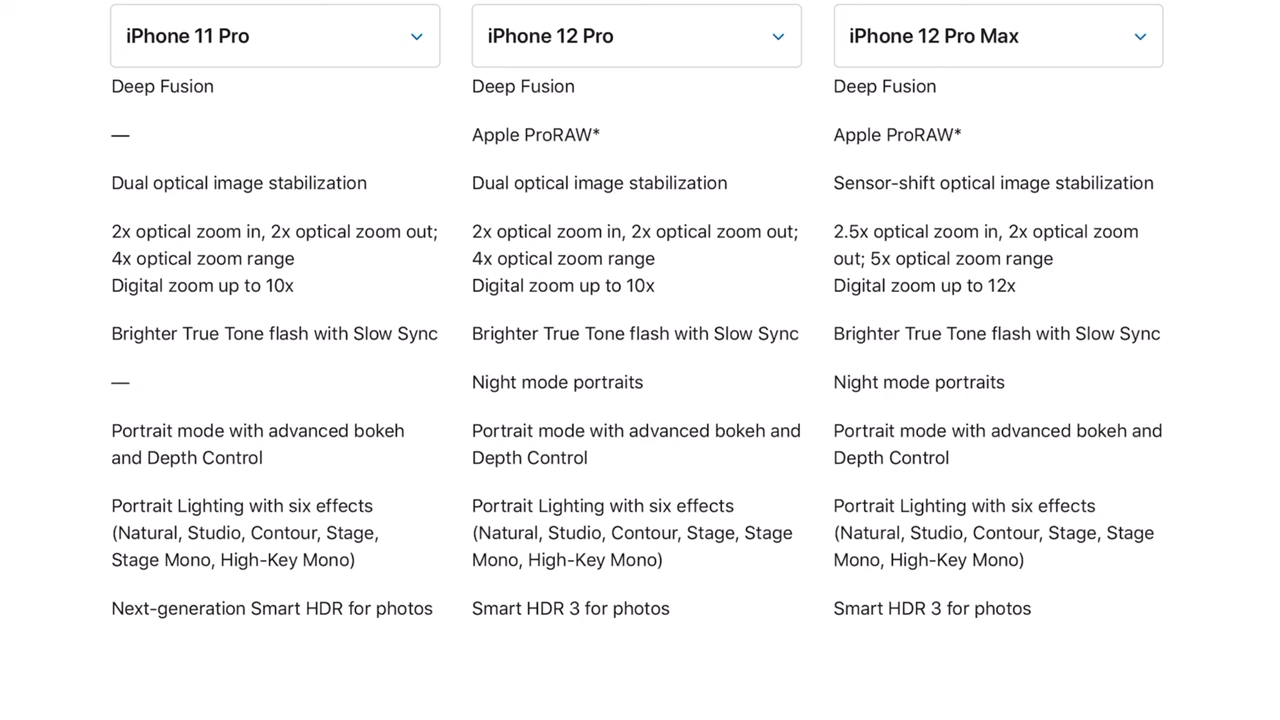 iPhone 11 Pro
iPhone 12 Pro
iPhone 12 Pro Max
Deep Fusion
Deep Fusion
Deep Fusion
—
Apple ProRAW*
Apple ProRAW*
Dual optical image stabilization
Dual optical image stabilization
Sensor-shift optical image stabilization
2x optical zoom in, 2x optical zoom out;
4x optical zoom range
Digital zoom up to 10x
2x optical zoom in, 2x optical zoom out;
4x optical zoom range
Digital zoom up to 10x
2.5x optical zoom in, 2x optical zoom
out; 5x optical zoom range
Digital zoom up to 12x
Brighter True Tone flash with Slow Sync
Brighter True Tone flash with Slow Sync
Brighter True Tone flash with Slow Sync
—
Night mode portraits
Night mode portraits
Portrait mode with advanced bokeh
and Depth Control
Portrait mode with advanced bokeh and
Depth Control
Portrait mode with advanced bokeh and
Depth Control
Portrait Lighting with six effects
(Natural, Studio, Contour, Stage,
Stage Mono, High-Key Mono)
Portrait Lighting with six effects
(Natural, Studio, Contour, Stage, Stage
Mono, High-Key Mono)
Portrait Lighting with six effects
(Natural, Studio, Contour, Stage, Stage
Mono, High-Key Mono)
Next-generation Smart HDR for photos
Smart HDR 3 for photos
Smart HDR 3 for photos